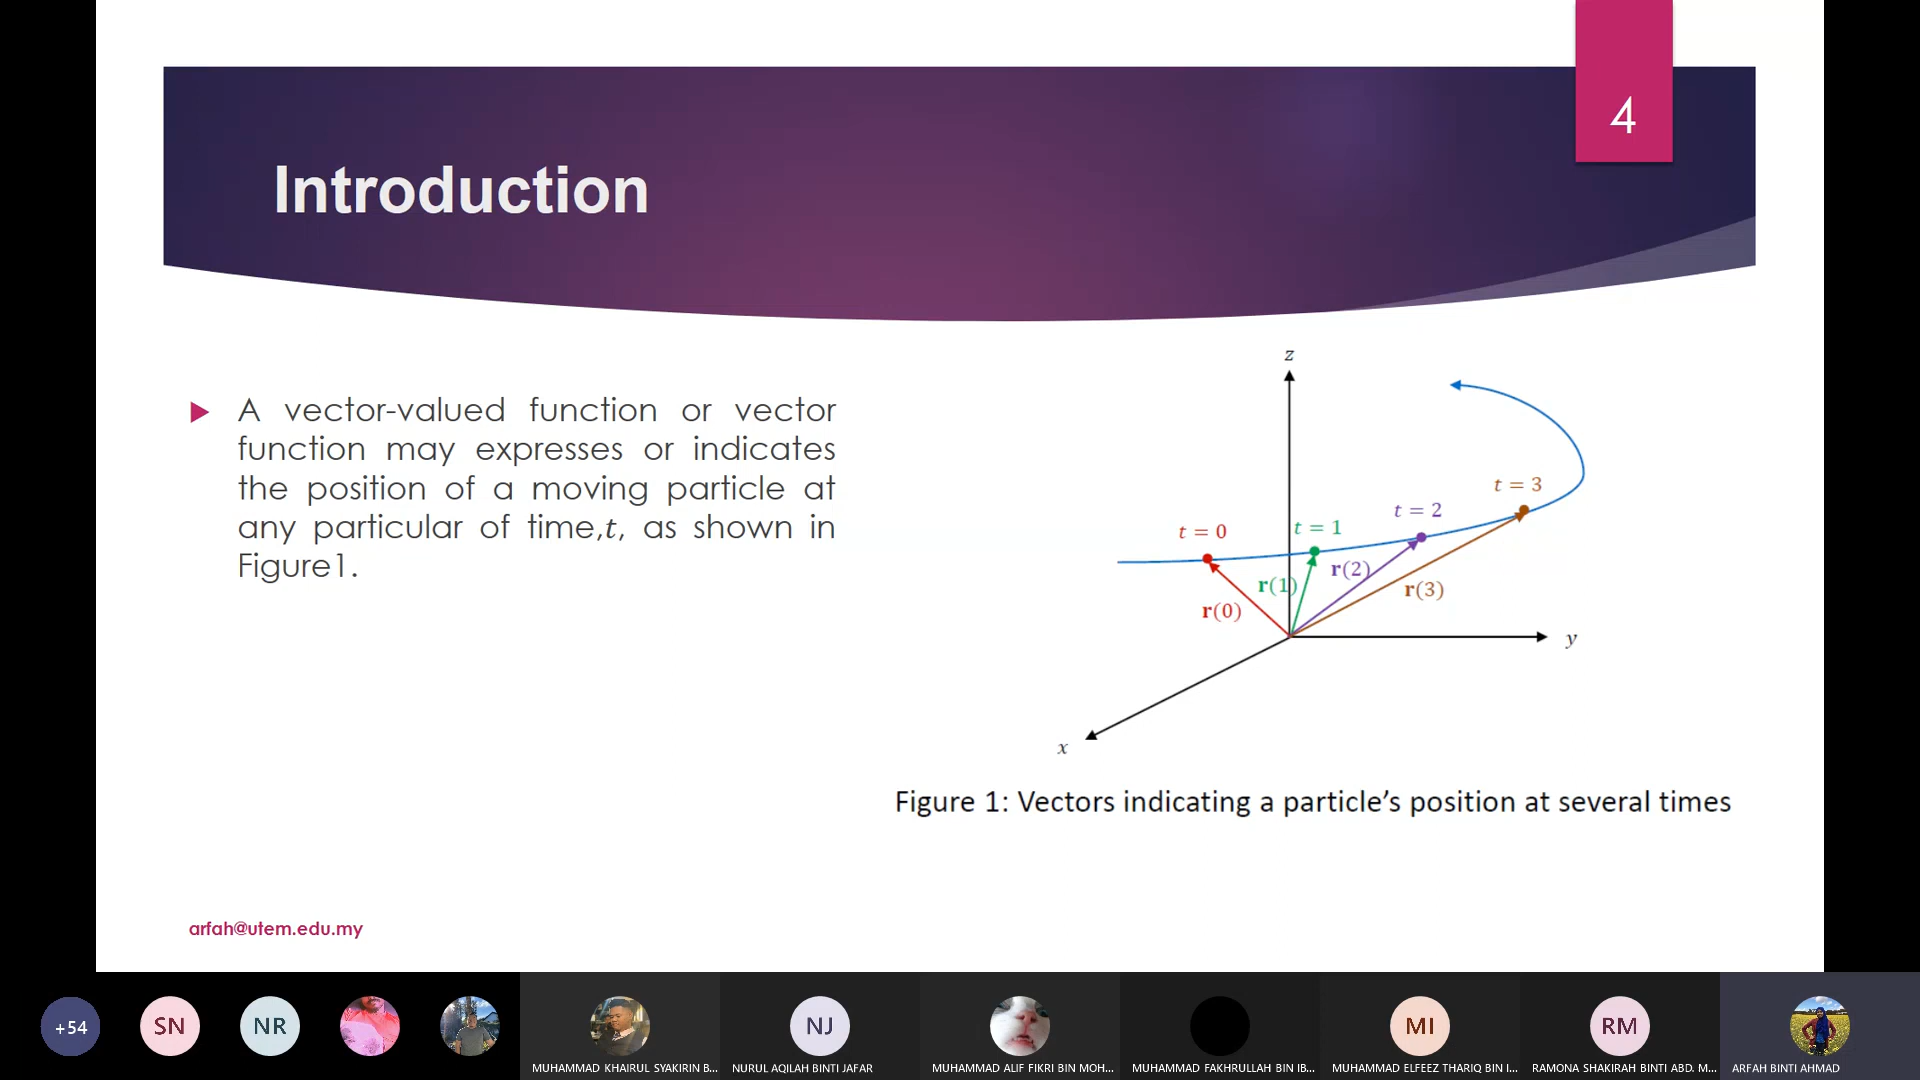 4
Introduction
A vector-valued function or vector
function may expresses or indicates
the position of a moving particle at
any particular of time,t, as shown in
Figure1.
z
t = 3
t = 2
t = 0
t = 1
r(2)
r(1)
r(3)
r(0)
y
x
Figure 1: Vectors indicating a particle’s position at several times
arfah@utem.edu.my
+54
SN
NR
NJ
MI
RM
MUHAMMAD KHAIRUL SYAKIRIN B...
NURUL AQILAH BINTI JAFAR
MUHAMMAD ALIF FIKRI BIN MOH...
MUHAMMAD FAKHRULLAH BIN IB...
MUHAMMAD ELFEEZ THARIQ BIN I...
RAMONA SHAKIRAH BINTI ABD. M...
ARFAH BINTI AHMAD